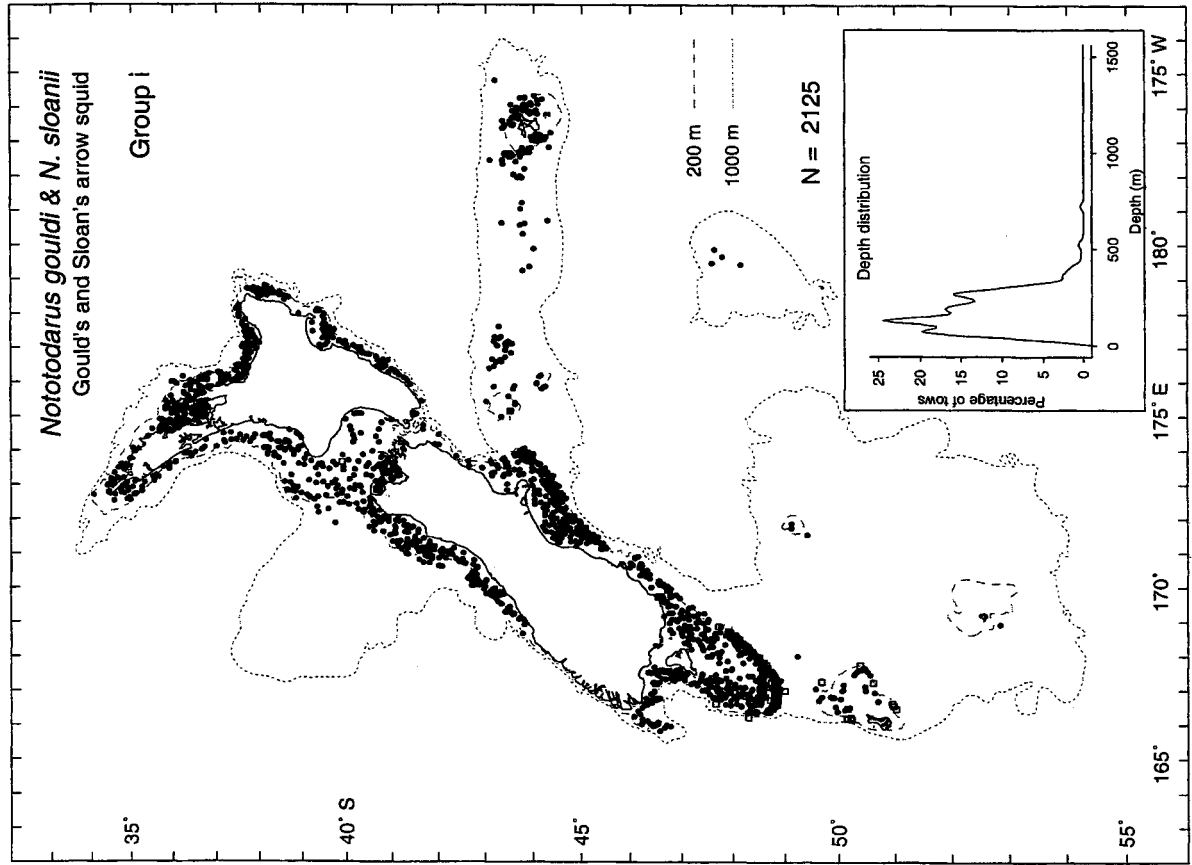 Nototodarus gouldi & N. sloanii
Gould's and Sloan's arrow squid
Group i
35°
40° S
45°
50°
55°
165°
170°
175° E
180°
175° W
200 m
1000 m
N = 2125
Depth distribution
Percentage of tows
25
20
15
10
5
0
0
500
1000
1500
Depth (m)